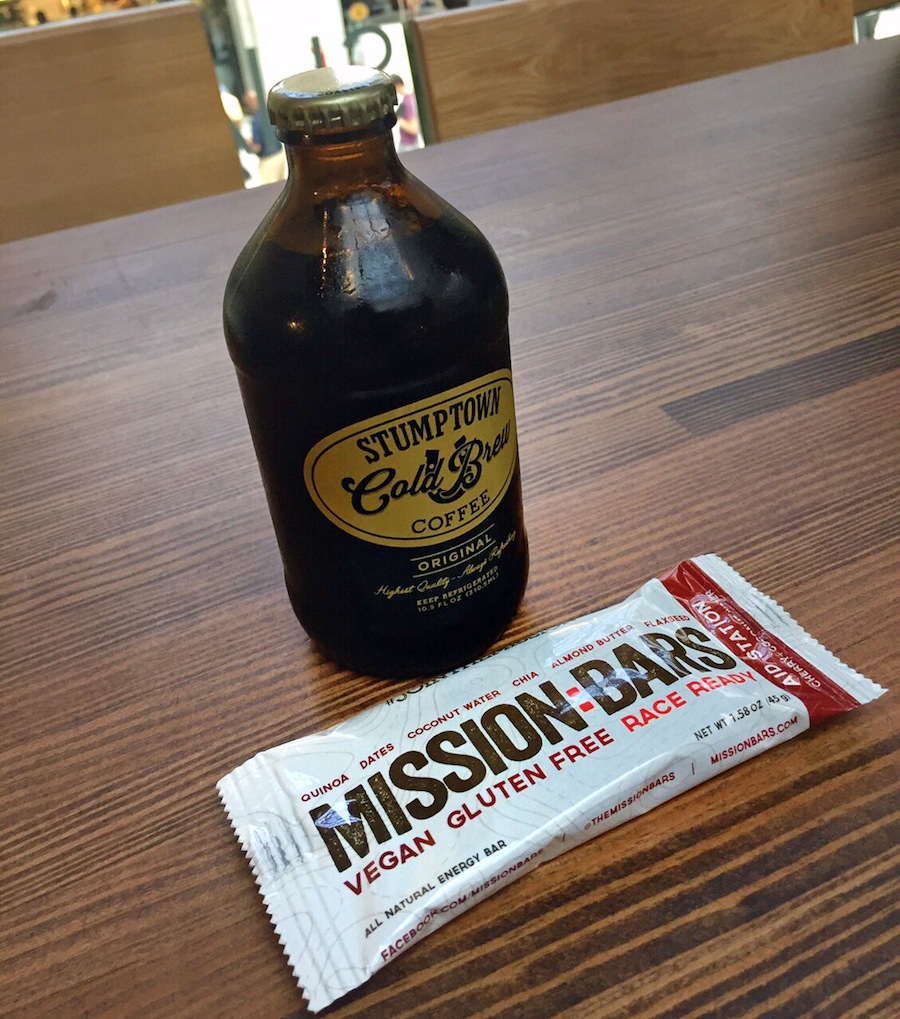 STUMPTOWN
Cold Brew
COFFEE
ORIGINAL
Highest Quality - Always Refreshing
KEEP REFRIGERATED
10.5 FL OZ (310.5mL)
QUINOA DATES COCONUT WATER CHIA ALMOND BUTTER FLAXSEED
MISSION:BARS
VEGAN GLUTEN FREE RACE READY
ALL NATURAL ENERGY BAR
NET WT 1.58 OZ (45g)
FACEBOOK.COM/MISSIONBARS | @THEMISSIONBARS | MISSIONBARS.COM
AID STATION